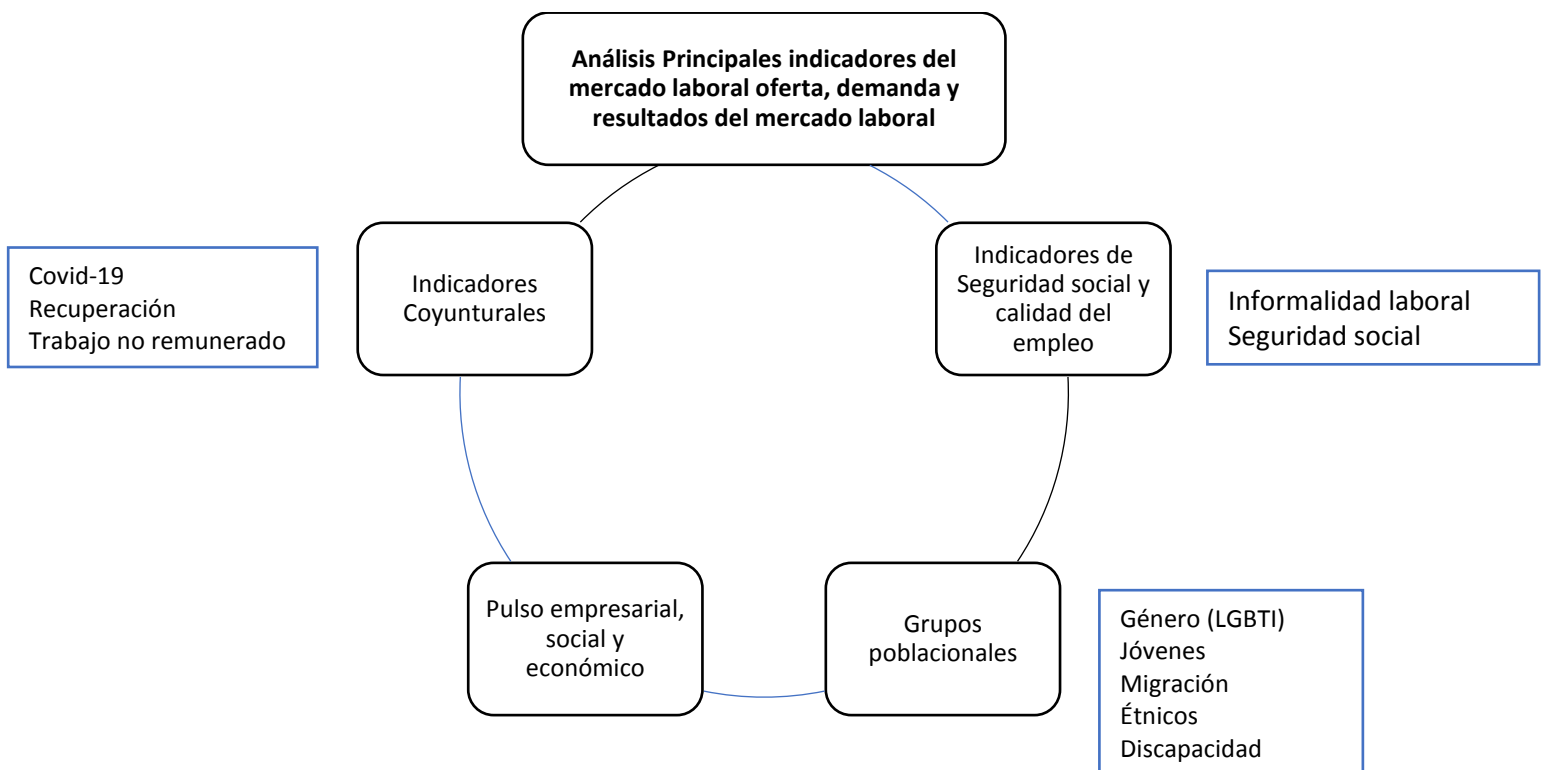 Análisis Principales indicadores del
mercado laboral oferta, demanda y
resultados del mercado laboral
Covid-19
Recuperación
Trabajo no remunerado
Indicadores
Coyunturales
Indicadores de
Seguridad social y
calidad del
empleo
Informalidad laboral
Seguridad social
Pulso empresarial,
social y
económico
Grupos
poblacionales
Género (LGBTI)
Jóvenes
Migración
Étnicos
Discapacidad